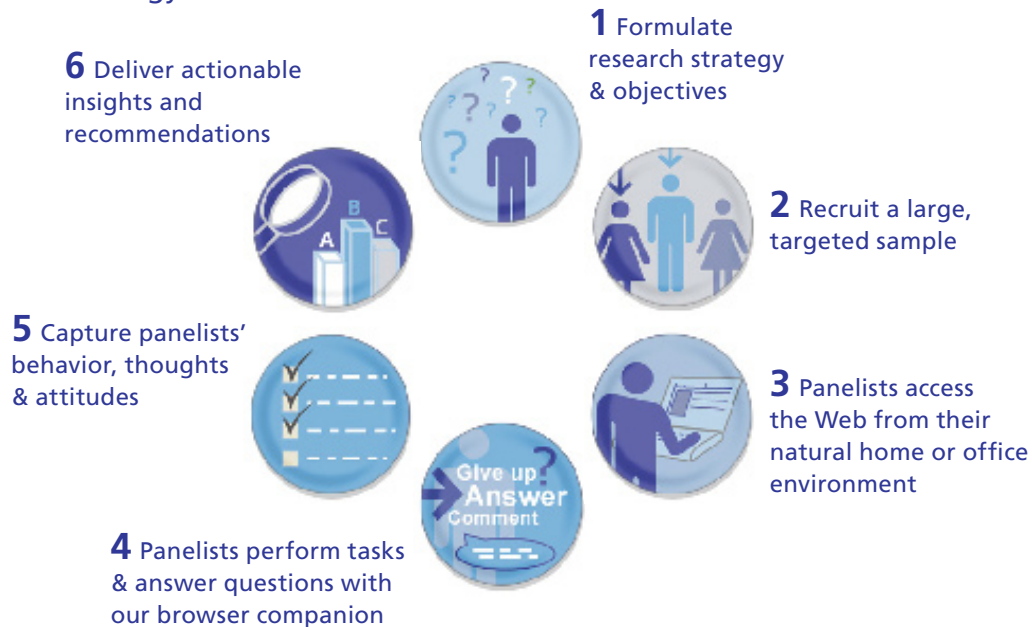 1 Formulate
research strategy
& objectives
2 Recruit a large,
targeted sample
3 Panelists access
the Web from their
natural home or office
environment
4 Panelists perform tasks
& answer questions with
our browser companion
5 Capture panelists'
behavior, thoughts
& attitudes
6 Deliver actionable
insights and
recommendations
? ? ? ? ? ? ? ?
A
B
C
Give up
?
Answer
Comment